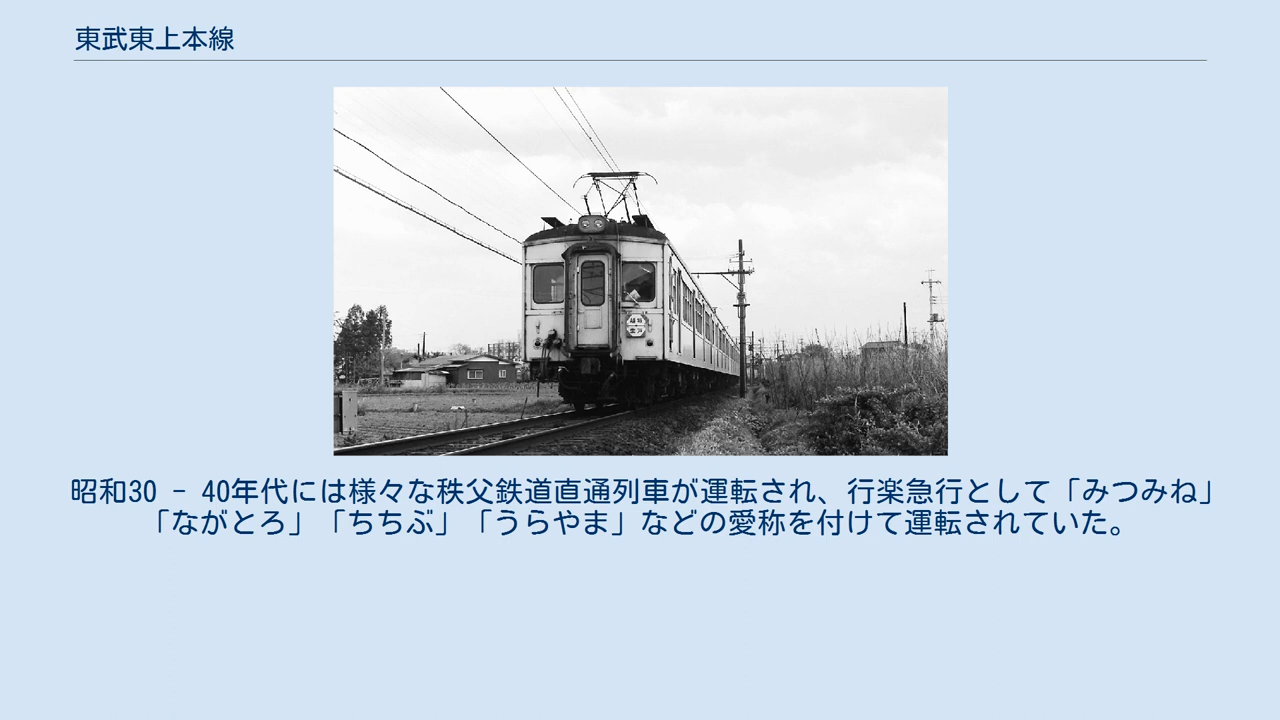 東武東上本線
昭和30 - 40年代には様々な秩父鉄道直通列車が運転され、行楽急行として「みつみね」
「ながとろ」「ちちぶ」「うらやま」などの愛称を付けて運転されていた。